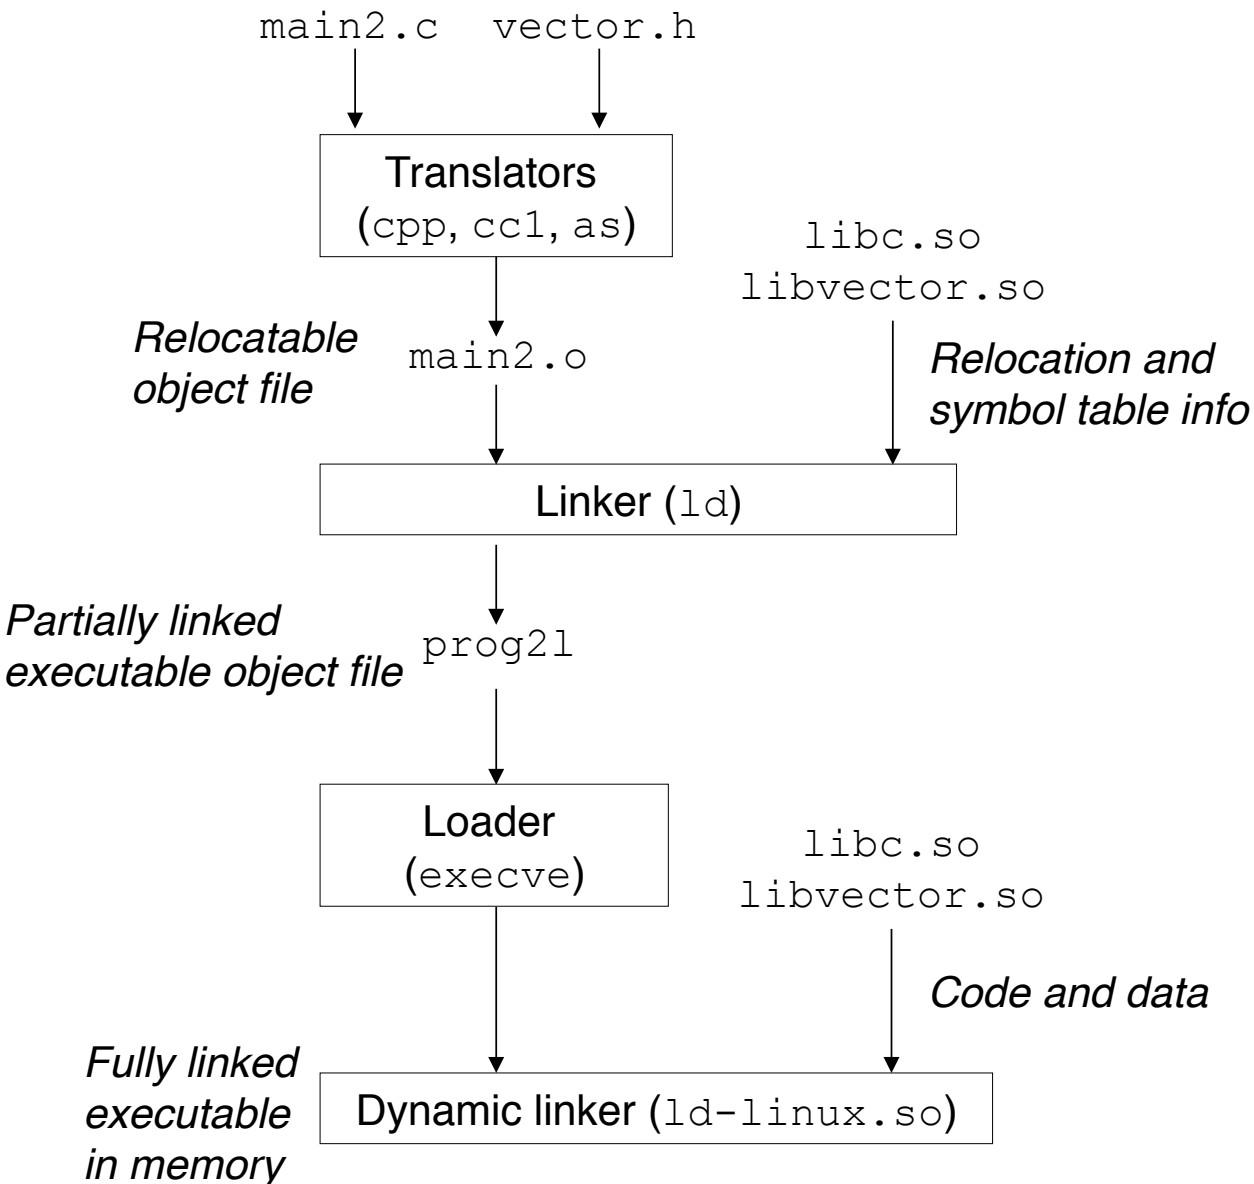 main2.c vector.h
Translators
(cpp, cc1, as)
libc.so
libvector.so
Relocatable
object file
main2.o
Relocation and
symbol table info
Linker (ld)
Partially linked
executable object file
prog2l
Loader
(execve)
libc.so
libvector.so
Code and data
Fully linked
executable
in memory
Dynamic linker (ld-linux.so)